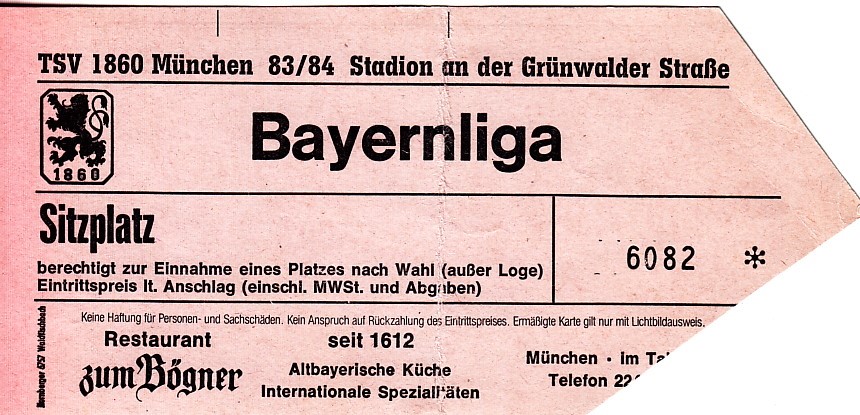 TSV 1860 München 83/84 Stadion an der Grünwalder Straße
1860
Bayernliga
Sitzplatz
berechtigt zur Einnahme eines Platzes nach Wahl (außer Loge)
Eintrittspreis lt. Anschlag (einschl. MWSt. und Abgaben)
6082 *
Keine Haftung für Personen- und Sachschäden. Kein Anspruch auf Rückzahlung des Eintrittspreises. Ermäßigte Karte gilt nur mit Lichtbildausweis.
Restaurant
zum Bögner
seit 1612
Altbayerische Küche
Internationale Spezialitäten
München · im
Telefon